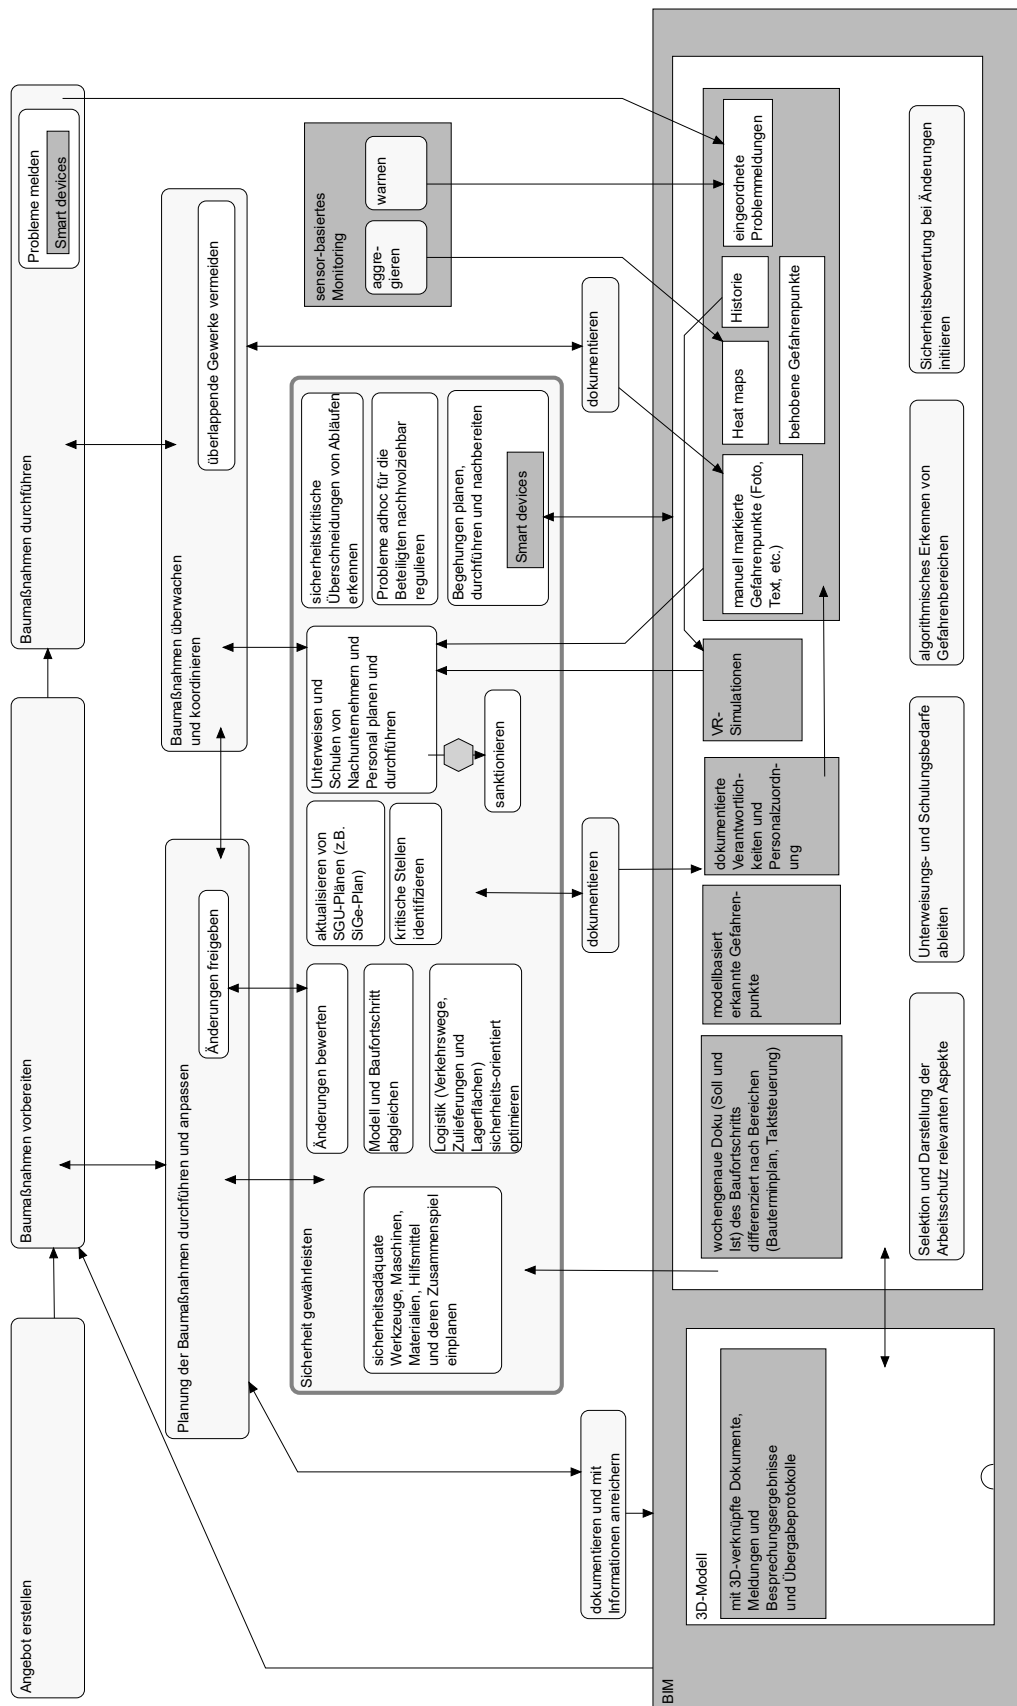 Angebot erstellen
Baumaßnahmen vorbereiten
Baumaßnahmen durchführen
Probleme melden
Smart devices
Planung der Baumaßnahmen durchführen und anpassen
Änderungen freigeben
Baumaßnahmen überwachen
und koordinieren
überlappende Gewerke vermeiden
Sicherheit gewährleisten
sicherheitsadäquate
Werkzeuge, Maschinen,
Materialien, Hilfsmittel
und deren Zusammenspiel
einplanen
Änderungen bewerten
Modell und Baufortschritt
abgleichen
Logistik (Verkehrswege,
Zulieferungen und
Lagerflächen)
sicherheits-orientiert
optimieren
aktualisieren von
SGU-Plänen (z.B.
SiGe-Plan)
kritische Stellen
identifizieren
Unterweisen und
Schulen von
Nachunternehmern und
Personal planen und
durchführen
sanktionieren
sicherheitskritische
Überschneidungen von Abläufen
erkennen
Probleme adhoc für die
Beteiligten nachhvolziehbar
regulieren
Begehungen planen,
durchführen und nachbereiten
Smart devices
sensor-basiertes
Monitoring
aggre-
gieren
warnen
dokumentieren und mit
Informationen anreichern
dokumentieren
dokumentieren
BIM
3D-Modell
mit 3D-verknüpfte Dokumente,
Meldungen und
Besprechungsergebnisse
und Übergabeprotokolle
wochengenaue Doku (Soll und
Ist) des Baufortschritts
differenziert nach Bereichen
(Bauterminplan, Taktsteuerung)
modellbasiert
erkannte Gefahren-
punkte
dokumentierte
Verantwortlich-
keiten und
Personalzuordn-
ung
VR-
Simulationen
manuell markierte
Gefahrenpunkte (Foto,
Text, etc.)
Heat maps
Historie
eingeordnete
Problemmeldungen
behobene Gefahrenpunkte
Selektion und Darstellung der
Arbeitsschutz relevanten Aspekte
Unterweisungs- und Schulungsbedarfe
ableiten
algorithmisches Erkennen von
Gefahrenbereichen
Sicherheitsbewertung bei Änderungen
initiieren